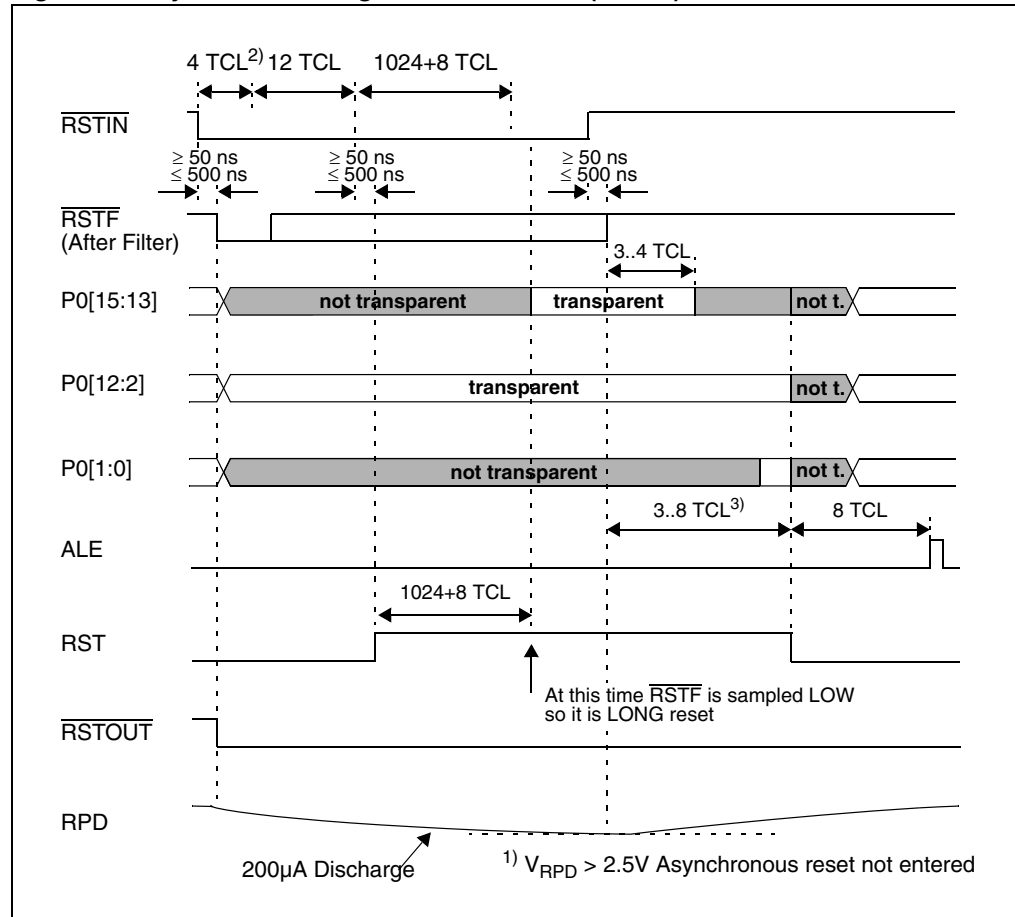 4 TCL2) 12 TCL 1024+8 TCL
RSTIN
≥ 50 ns ≥ 50 ns ≥ 50 ns
≤ 500 ns ≤ 500 ns ≤ 500 ns
RSTF
(After Filter)
3..4 TCL
P0[15:13] not transparent transparent not t.
P0[12:2] transparent not t.
P0[1:0] not transparent not t.
3..8 TCL3) 8 TCL
ALE
1024+8 TCL
RST
At this time RSTF is sampled LOW
so it is LONG reset
RSTOUT
RPD
200μA Discharge
1) VRPD > 2.5V Asynchronous reset not entered